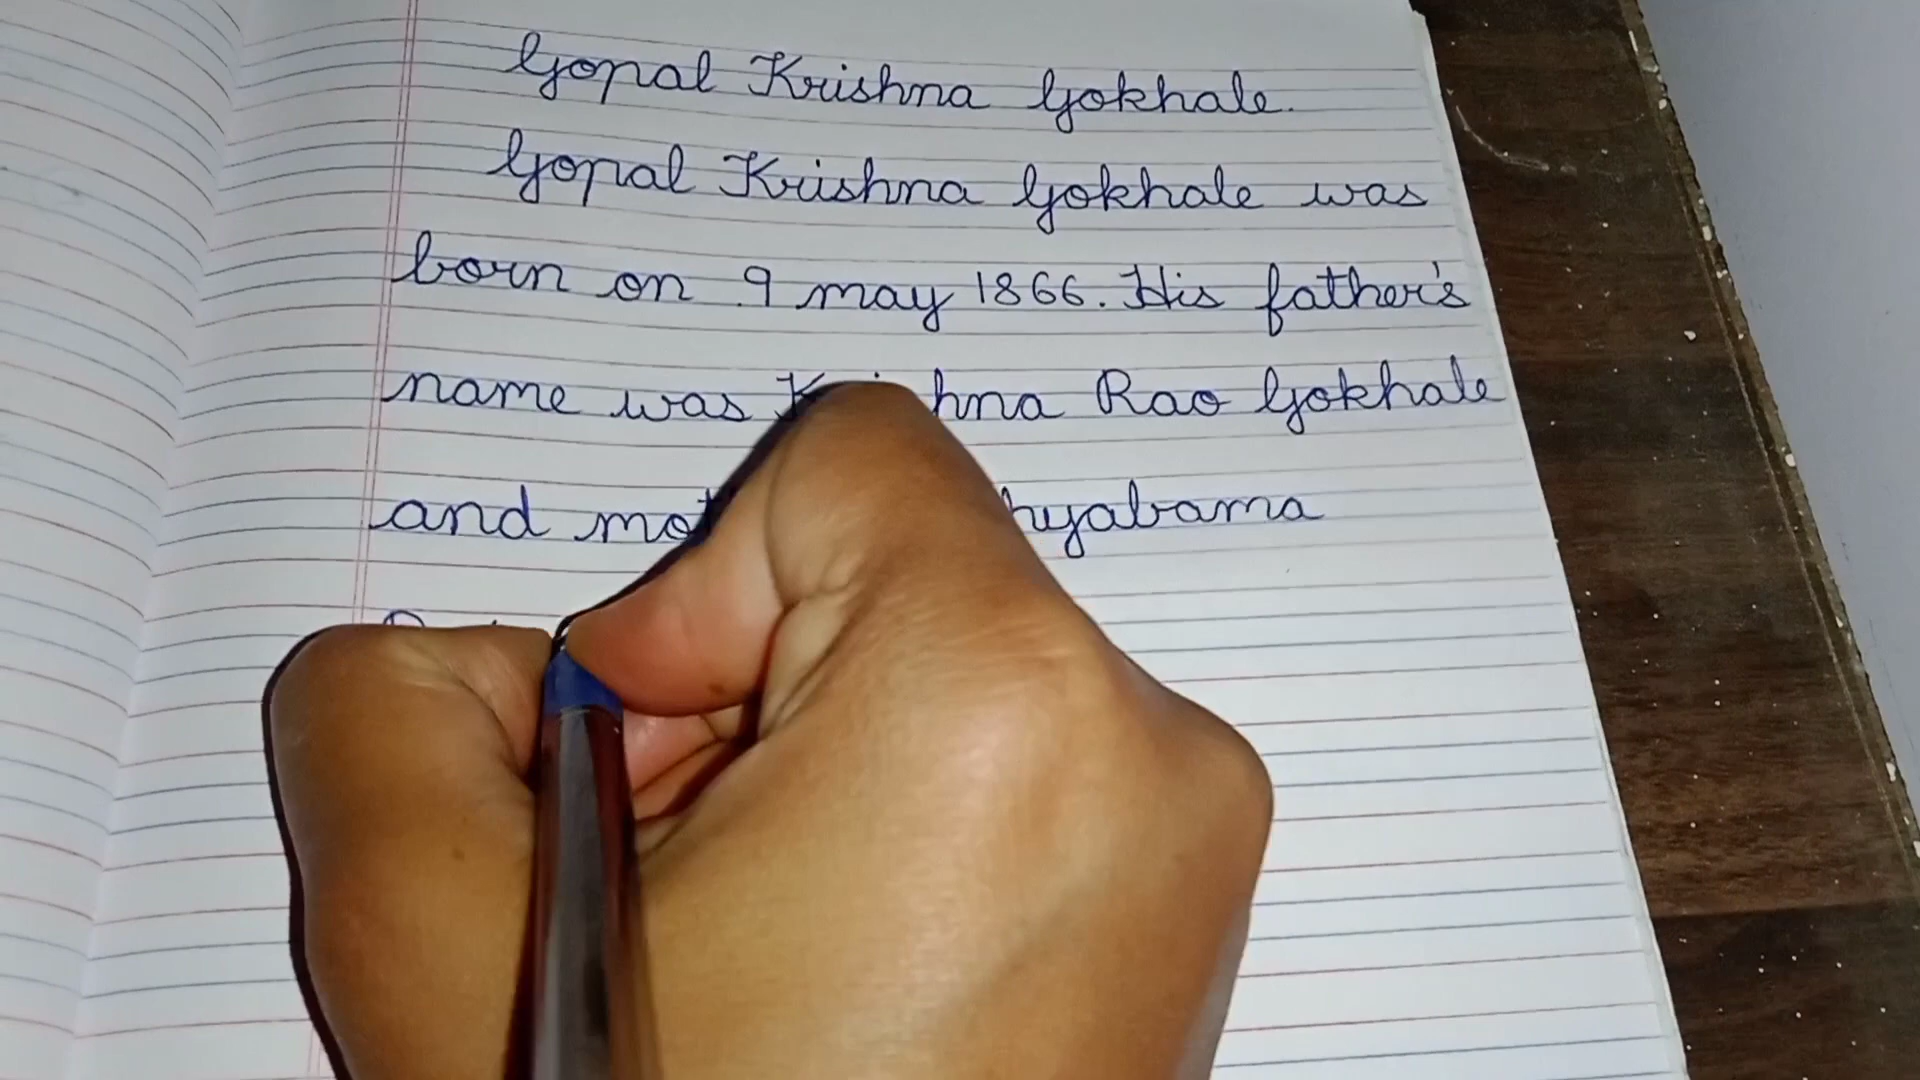 Gopal Krishna Gokhale.
Gopal Krishna Gokhale was
born on 9 may 1866. His father's
name was Krishna Rao Gokhale
and